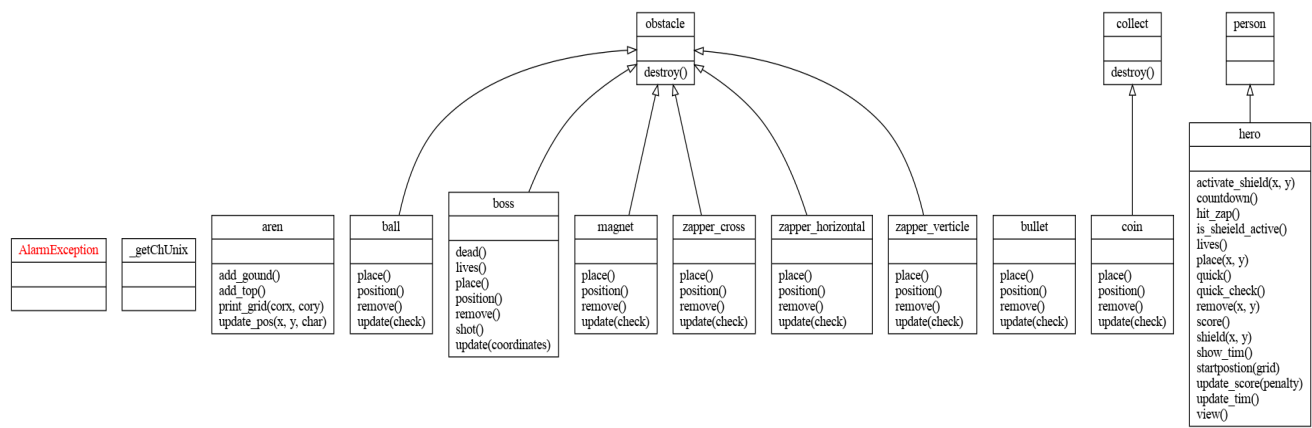 obstacle
destroy()
collect
destroy()
person
hero
activate_shield(x, y)
countdown()
hit_zap()
is_sheield_active()
lives()
place(x, y)
quick()
quick_check()
remove(x, y)
score()
shield(x, y)
show_tim()
startpostion(grid)
update_score(penalty)
update_tim()
view()
AlarmException
_getChUnix
aren
add_gound()
add_top()
print_grid(corx, cory)
update_pos(x, y, char)
ball
place()
position()
remove()
update(check)
boss
dead()
lives()
place()
position()
remove()
shot()
update(coordinates)
magnet
place()
position()
remove()
update(check)
zapper_cross
place()
position()
remove()
update(check)
zapper_horizontal
place()
position()
remove()
update(check)
zapper_verticle
place()
position()
remove()
update(check)
bullet
place()
position()
remove()
update(check)
coin
place()
position()
remove()
update(check)